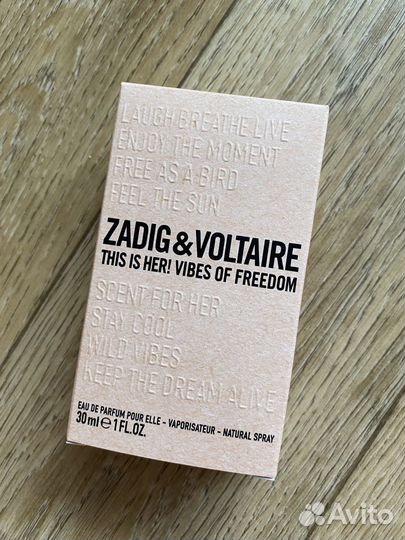 LAUGH BREATHE LIVE
ENJOY THE MOMENT
FREE AS A BIRD
FEEL THE SUN
ZADIG & VOLTAIRE
THIS IS HER! VIBES OF FREEDOM
SCENT FOR HER
STAY COOL
WILD VIBES
KEEP THE DREAM ALIVE
EAU DE PARFUM POUR ELLE - VAPORISATEUR - NATURAL SPRAY
30 ml ℮ 1 FL.OZ.
Avito